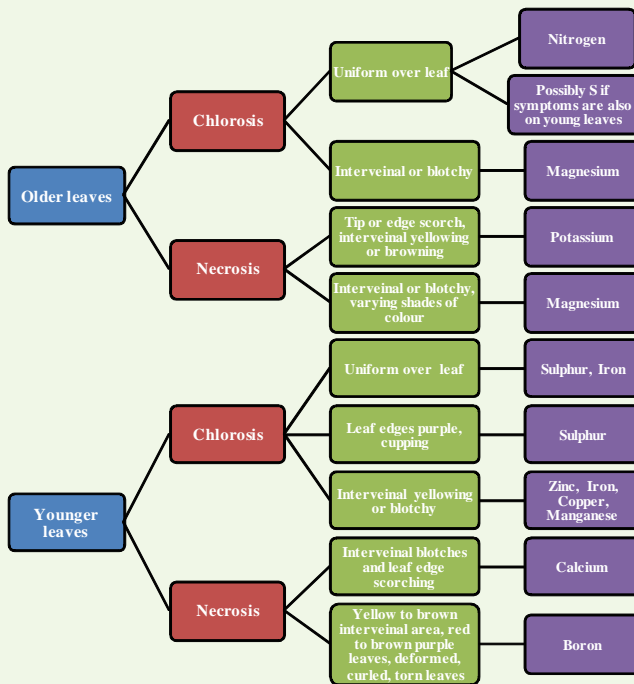 Older leaves
Chlorosis
Uniform over leaf
Nitrogen
Possibly S if
symptoms are also
on young leaves
Interveinal or blotchy
Magnesium
Necrosis
Tip or edge scorch,
interveinal yellowing
or browning
Potassium
Interveinal or blotchy,
varying shades of
colour
Magnesium
Younger
leaves
Chlorosis
Uniform over leaf
Sulphur, Iron
Leaf edges purple,
cupping
Sulphur
Interveinal yellowing
or blotchy
Zinc, Iron,
Copper,
Manganese
Necrosis
Interveinal blotches
and leaf edge
scorching
Calcium
Yellow to brown
interveinal area, red
to brown purple
leaves, deformed,
curled, torn leaves
Boron